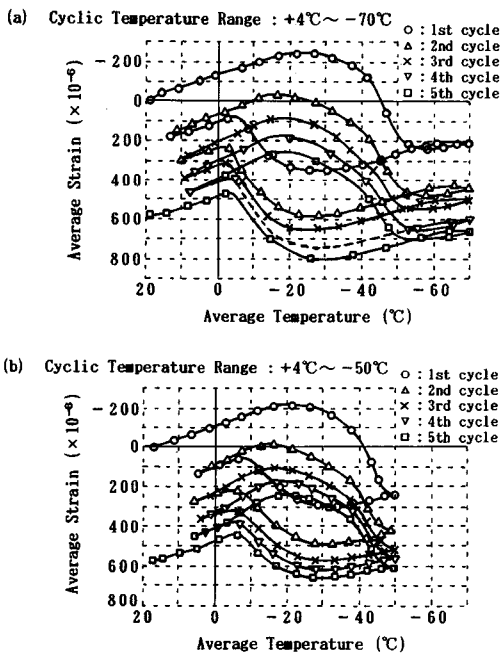 (a) Cyclic Temperature Range : +4℃～ -70℃
○ : 1st cycle
△ : 2nd cycle
× : 3rd cycle
▽ : 4th cycle
□ : 5th cycle
Average Strain (×10⁻⁶)
- 200
0
200
400
600
800
20 0 -20 -40 -60
Average Temperature (℃)
(b) Cyclic Temperature Range : +4℃～ -50℃
○ : 1st cycle
△ : 2nd cycle
× : 3rd cycle
▽ : 4th cycle
□ : 5th cycle
Average Strain (×10⁻⁶)
- 200
0
200
400
600
800
20 0 -20 -40 -60
Average Temperature (℃)